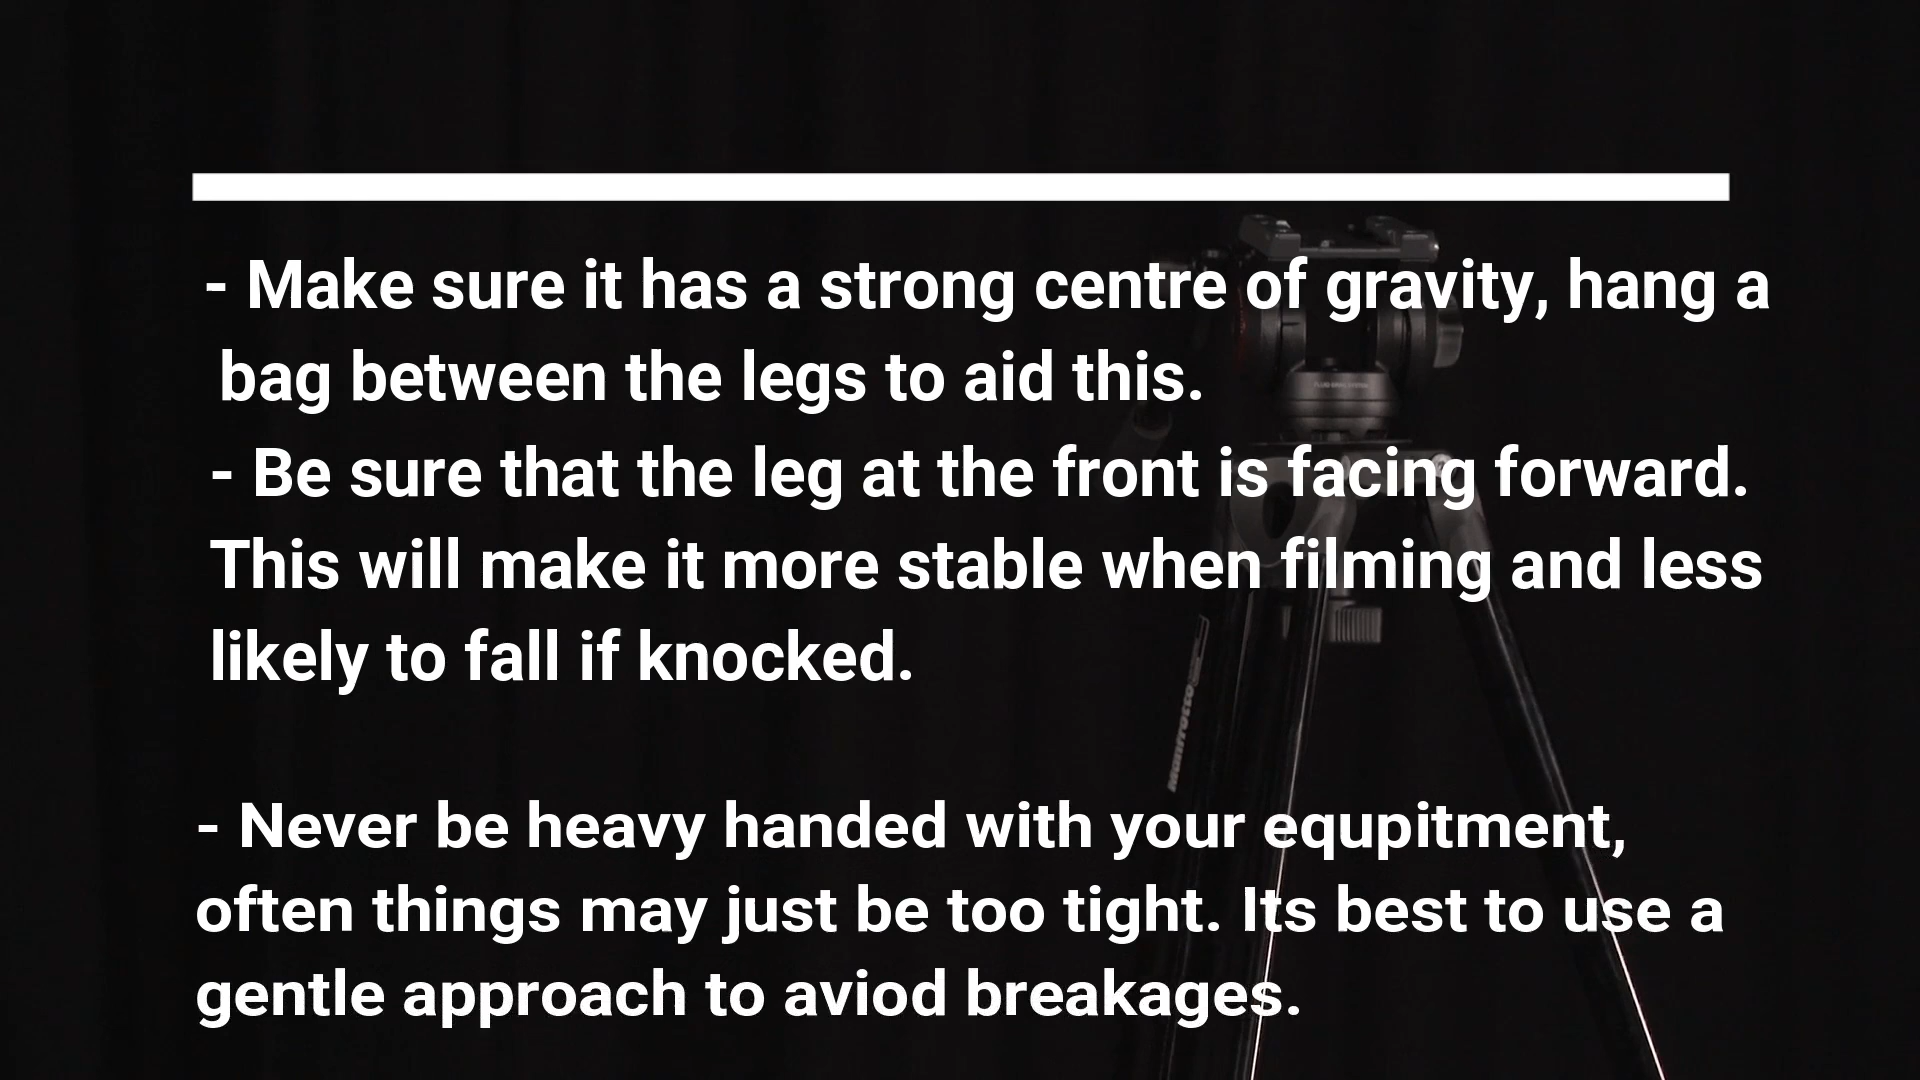 - Make sure it has a strong centre of gravity, hang a
bag between the legs to aid this.
- Be sure that the leg at the front is facing forward.
This will make it more stable when filming and less
likely to fall if knocked.
- Never be heavy handed with your equpitment,
often things may just be too tight. Its best to use a
gentle approach to aviod breakages.
Manfrotto